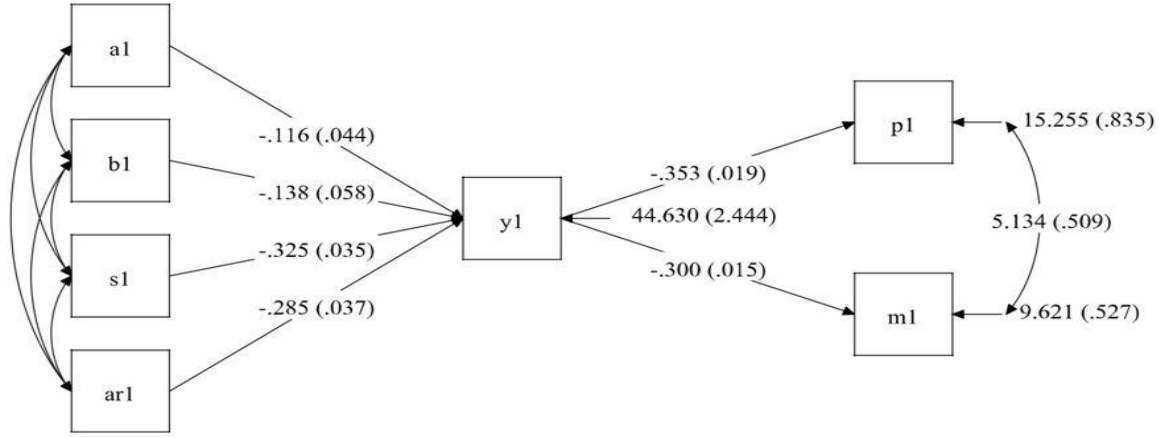 a1
b1
s1
ar1
-.116 (.044)
-.138 (.058)
-.325 (.035)
-.285 (.037)
y1
44.630 (2.444)
-.353 (.019)
-.300 (.015)
p1
m1
15.255 (.835)
5.134 (.509)
9.621 (.527)